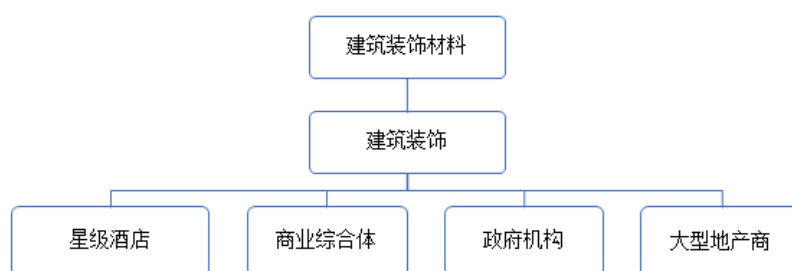 建筑装饰材料
建筑装饰
星级酒店
商业综合体
政府机构
大型地产商